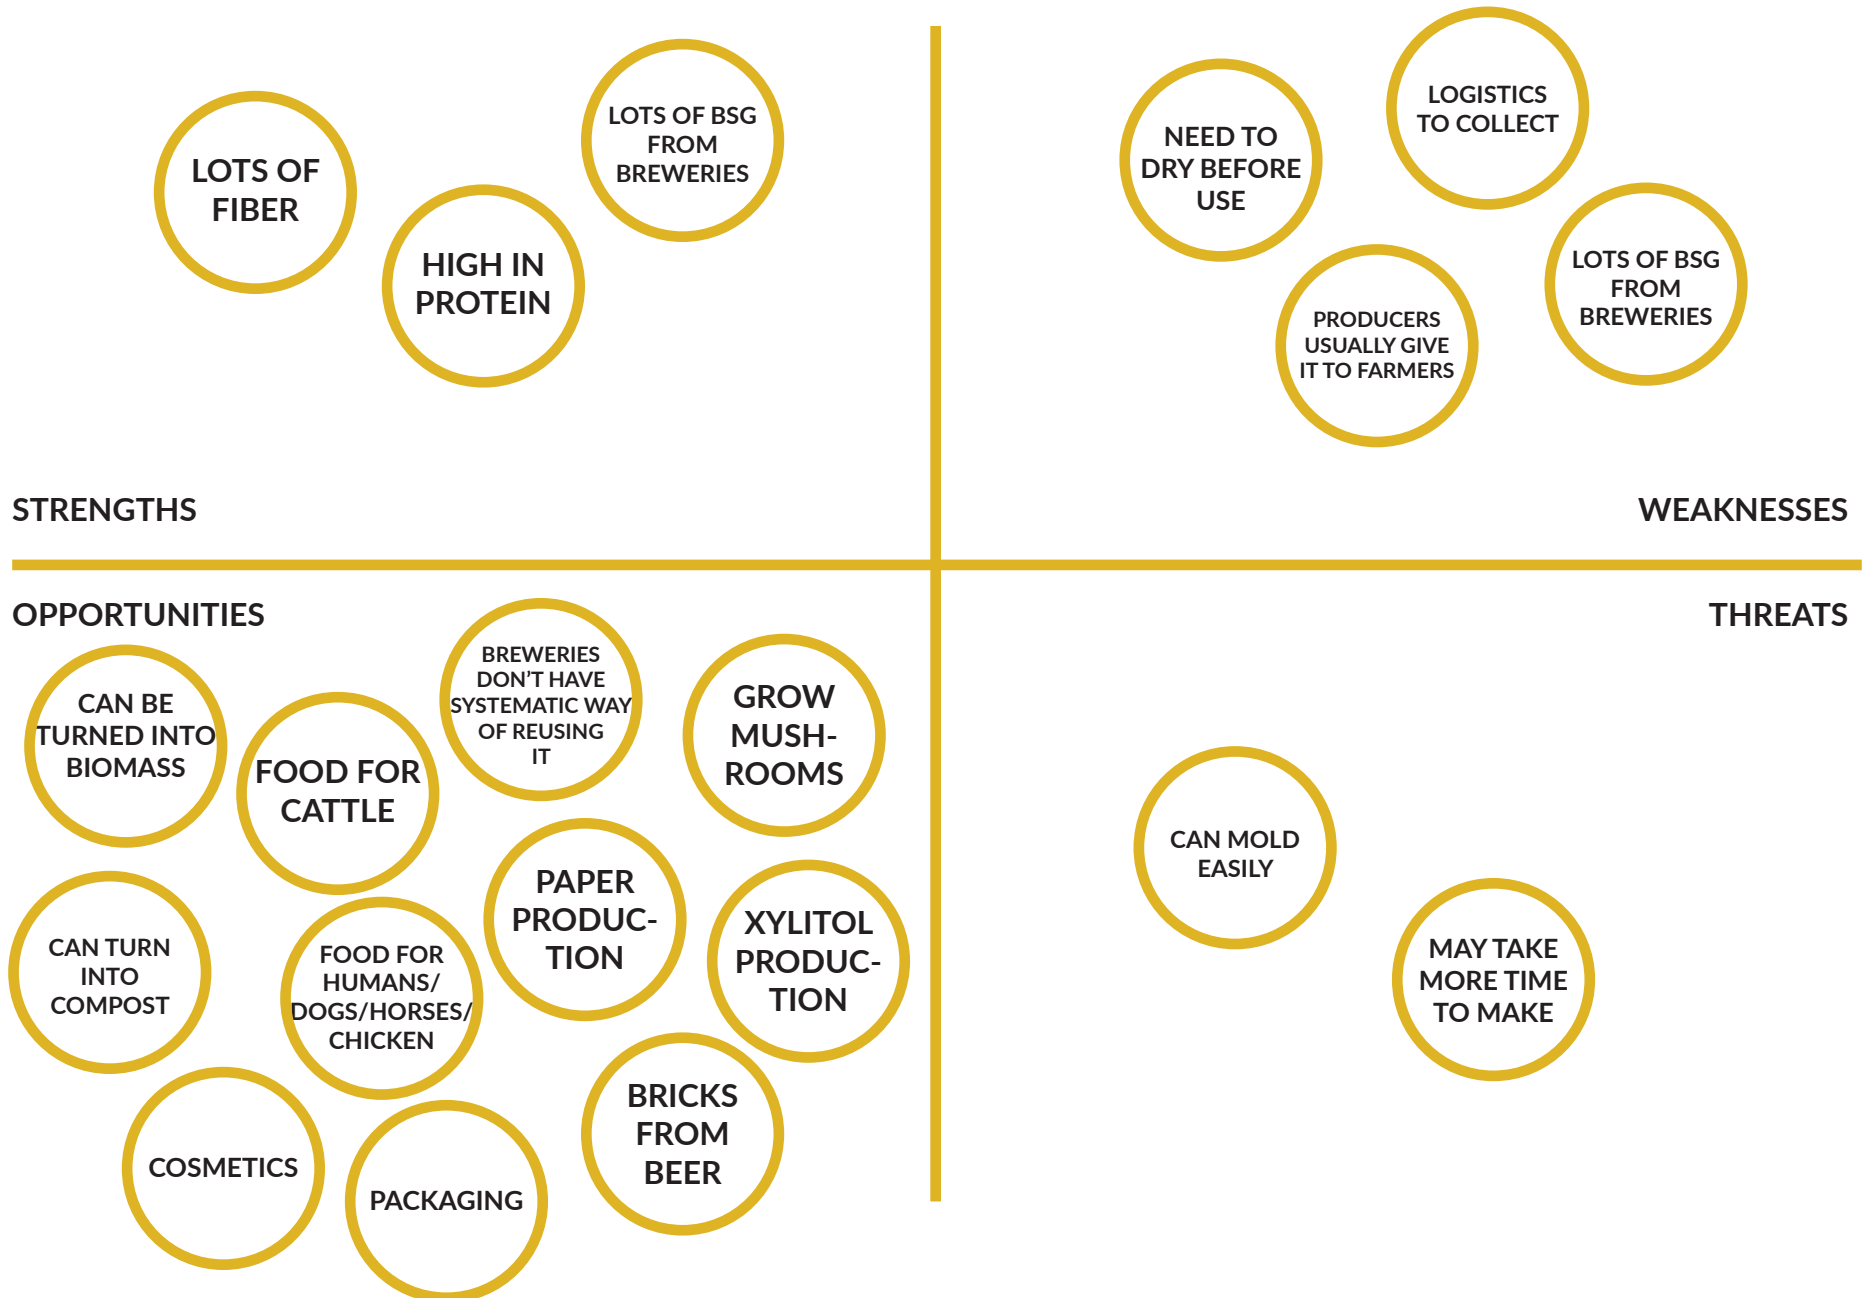 LOTS OF
FIBER
HIGH IN
PROTEIN
LOTS OF BSG
FROM
BREWERIES
STRENGTHS
NEED TO
DRY BEFORE
USE
LOGISTICS
TO COLLECT
PRODUCERS
USUALLY GIVE
IT TO FARMERS
LOTS OF BSG
FROM
BREWERIES
WEAKNESSES
OPPORTUNITIES
CAN BE
TURNED INTO
BIOMASS
FOOD FOR
CATTLE
BREWERIES
DON'T HAVE
SYSTEMATIC WAY
OF REUSING
IT
GROW
MUSH-
ROOMS
CAN TURN
INTO
COMPOST
FOOD FOR
HUMANS/
DOGS/HORSES/
CHICKEN
PAPER
PRODUC-
TION
XYLITOL
PRODUC-
TION
COSMETICS
PACKAGING
BRICKS
FROM
BEER
THREATS
CAN MOLD
EASILY
MAY TAKE
MORE TIME
TO MAKE